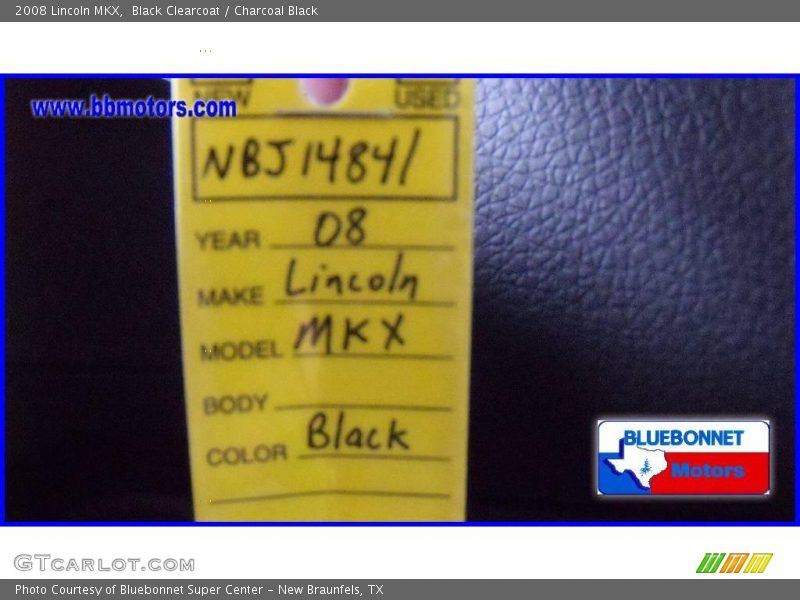 2008 Lincoln MKX, Black Clearcoat / Charcoal Black
...
www.bbmotors.com
NEW USED
NBJ14841
YEAR 08
MAKE Lincoln
MODEL MKX
BODY
COLOR Black
BLUEBONNET
Motors
GTCARLOT.COM
Photo Courtesy of Bluebonnet Super Center - New Braunfels, TX